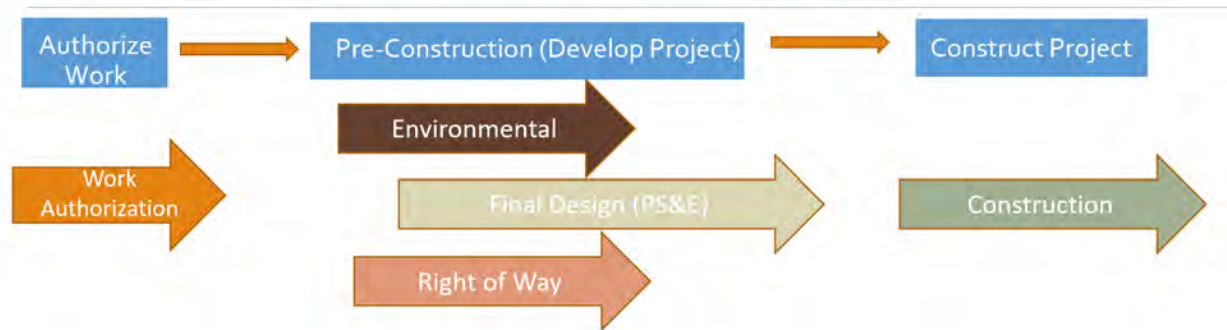 Authorize
Work
Pre-Construction (Develop Project)
Construct Project
Environmental
Work
Authorization
Final Design (PS&E)
Construction
Right of Way